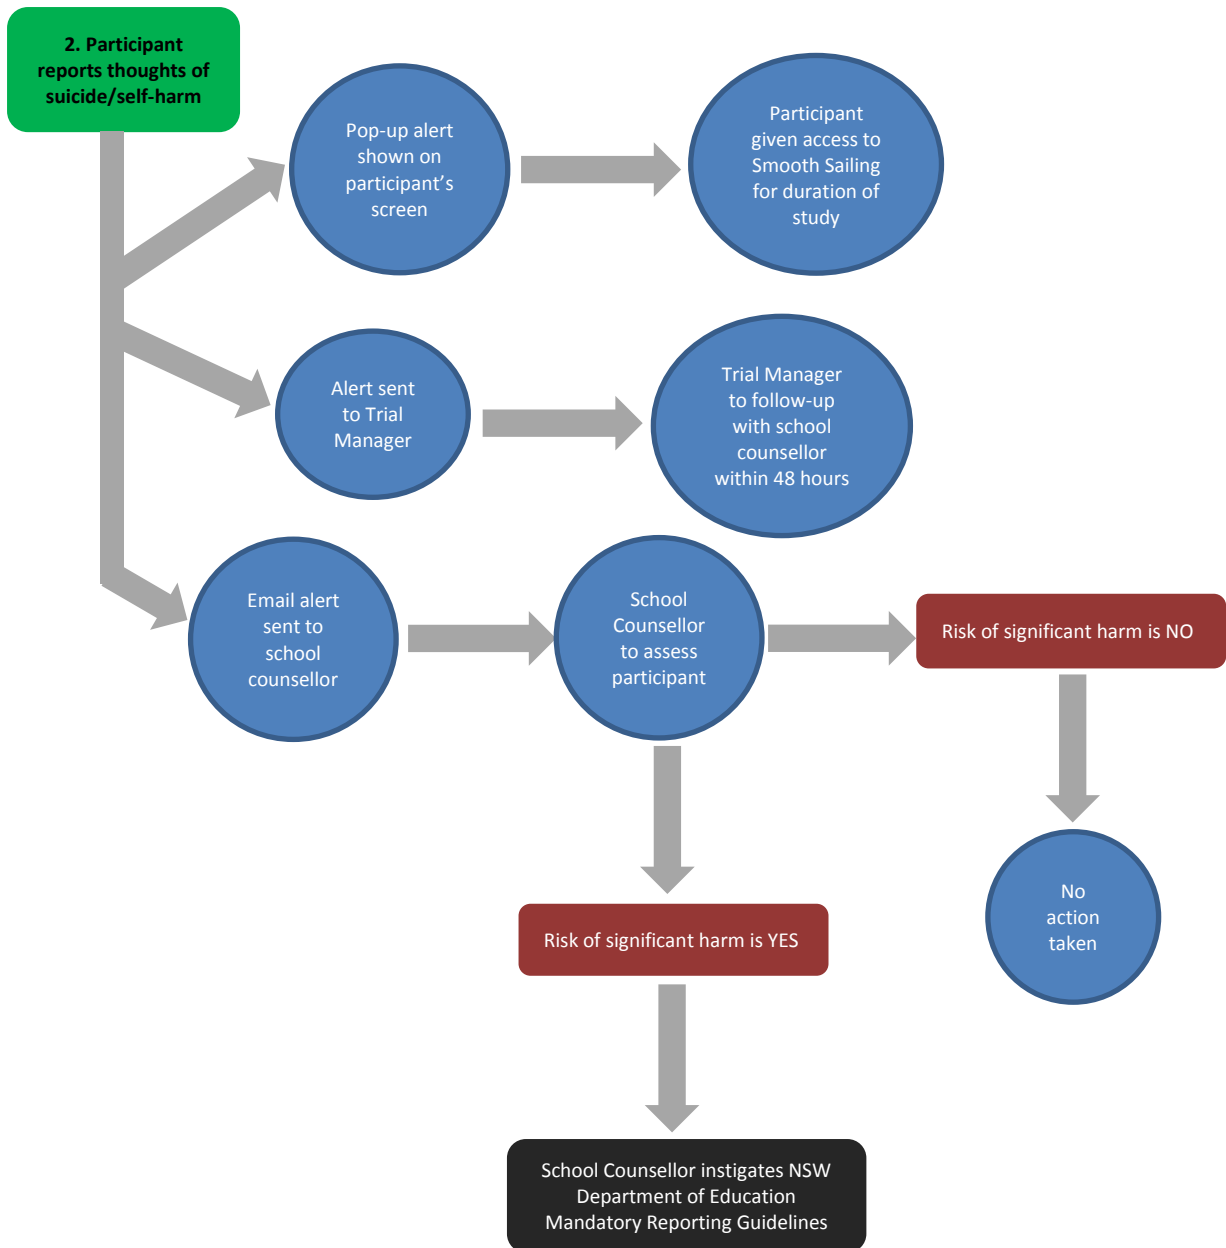 2. Participant
reports thoughts of
suicide/self-harm
Pop-up alert
shown on
participant’s
screen
Participant
given access to
Smooth Sailing
for duration of
study
Alert sent
to Trial
Manager
Trial Manager
to follow-up
with school
counsellor
within 48 hours
Email alert
sent to
school
counsellor
School
Counsellor
to assess
participant
Risk of significant harm is NO
No
action
taken
Risk of significant harm is YES
School Counsellor instigates NSW
Department of Education
Mandatory Reporting Guidelines